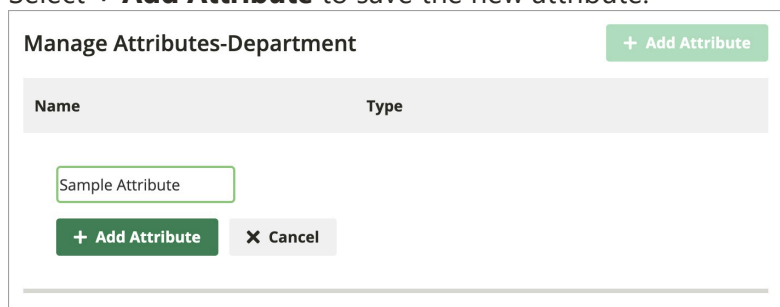 Select + Add Attribute to save the new attribute.
Manage Attributes-Department
+ Add Attribute
Name Type
Sample Attribute
+ Add Attribute
✕ Cancel